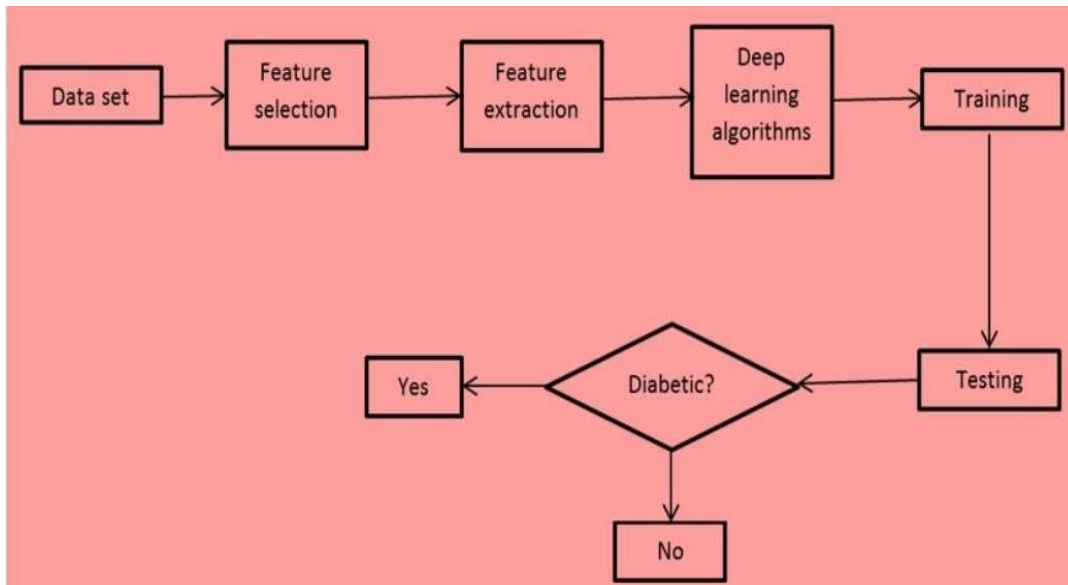 Data set
Feature
selection
Feature
extraction
Deep
learning
algorithms
Training
Testing
Diabetic?
Yes
No